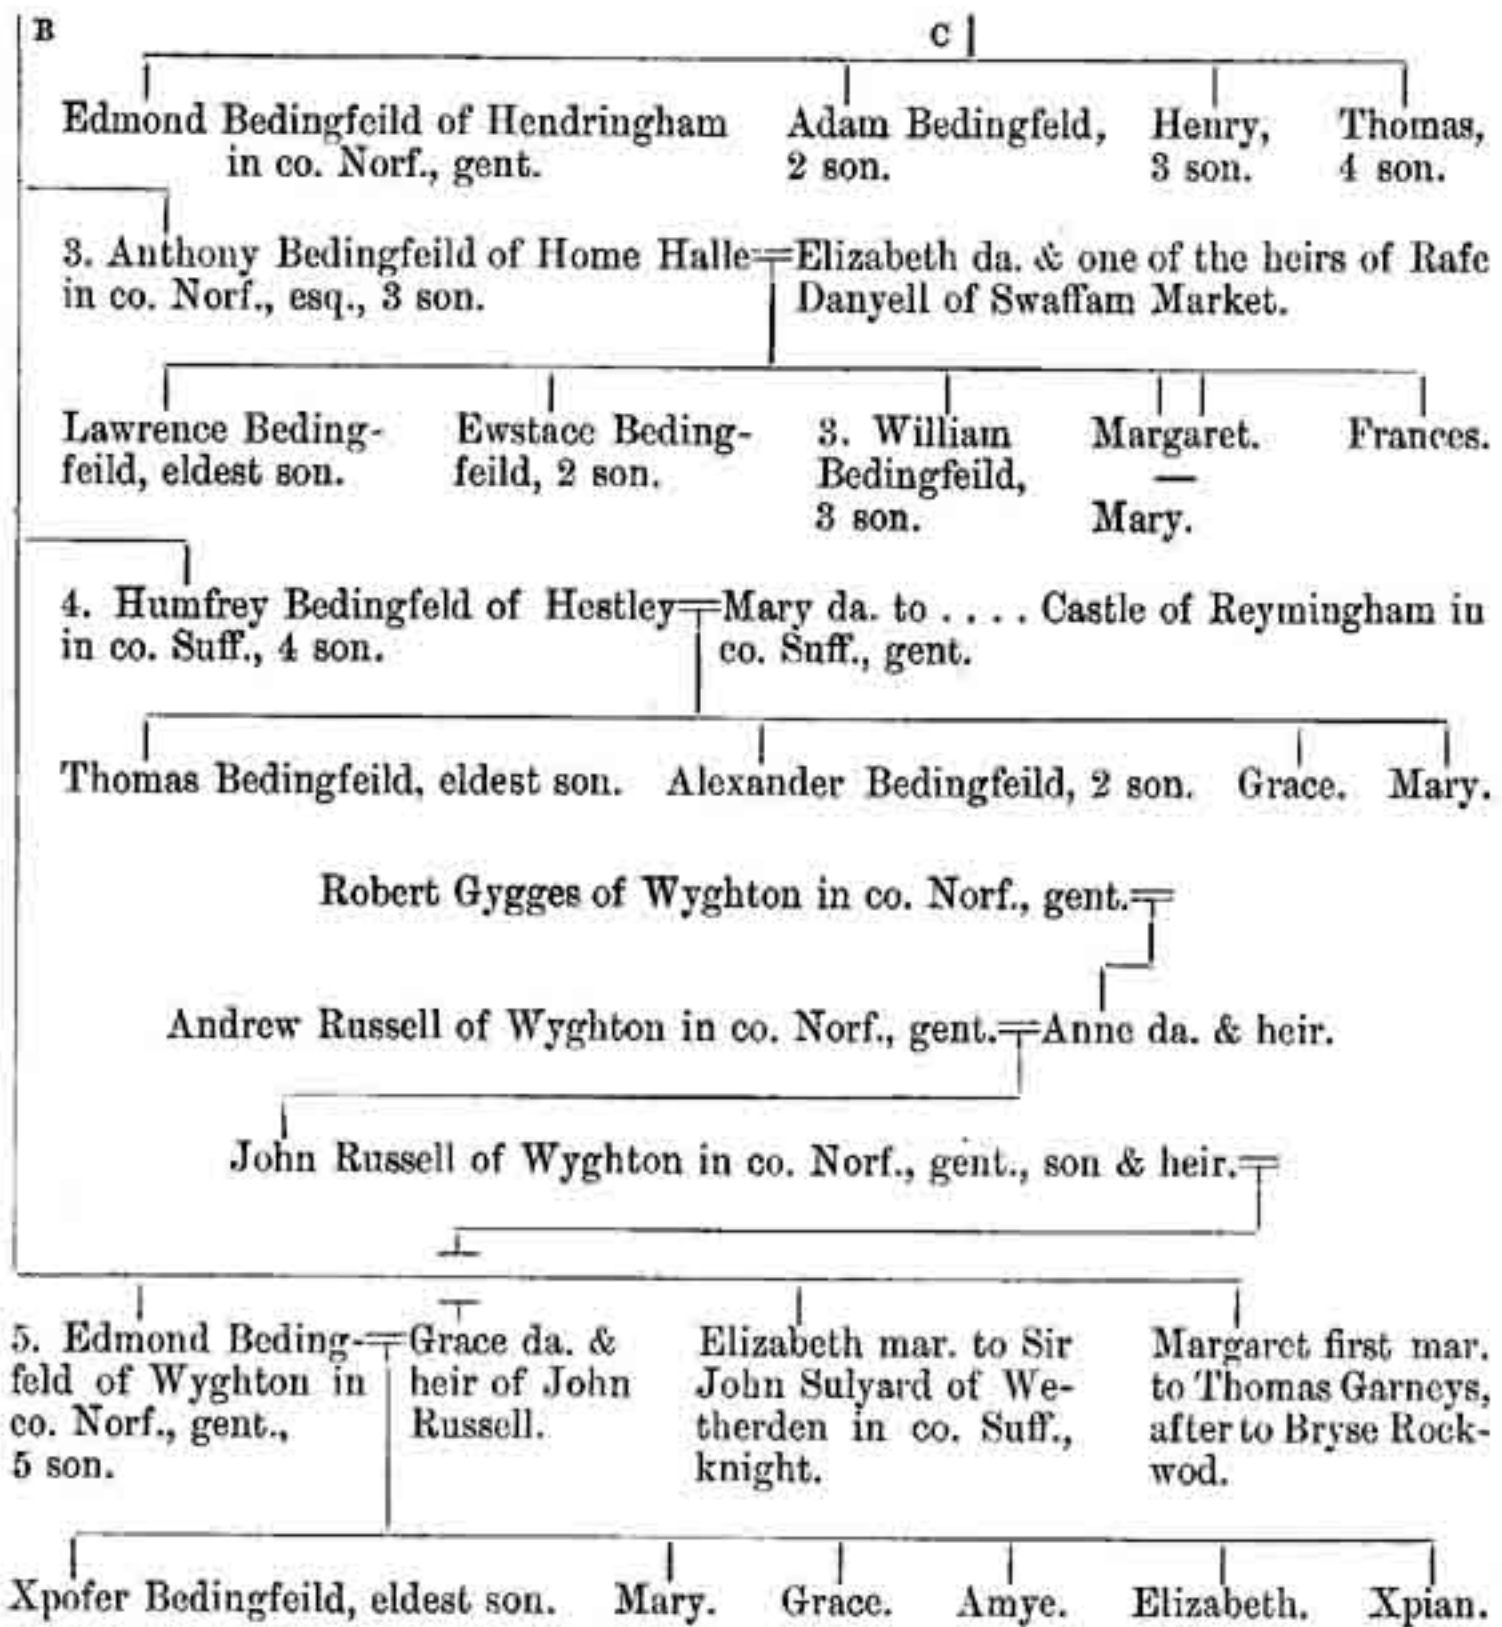 B
C
Edmond Bedingfeild of Hendringham
in co. Norf., gent.
Adam Bedingfeld,
2 son.
Henry,
3 son.
Thomas,
4 son.
3. Anthony Bedingfeild of Home Halle
in co. Norf., esq., 3 son.
Elizabeth da. & one of the heirs of Rafe
Danyell of Swaffam Market.
Lawrence Beding-
feild, eldest son.
Ewstace Beding-
feild, 2 son.
3. William
Bedingfeild,
3 son.
Margaret.
—
Mary.
Frances.
4. Humfrey Bedingfeld of Hestley
in co. Suff., 4 son.
Mary da. to . . . . Castle of Reymingham in
co. Suff., gent.
Thomas Bedingfeild, eldest son.
Alexander Bedingfeild, 2 son.
Grace.
Mary.
Robert Gygges of Wyghton in co. Norf., gent.
Andrew Russell of Wyghton in co. Norf., gent.
Anne da. & heir.
John Russell of Wyghton in co. Norf., gent., son & heir.
5. Edmond Beding-
feld of Wyghton in
co. Norf., gent.,
5 son.
Grace da. &
heir of John
Russell.
Elizabeth mar. to Sir
John Sulyard of We-
therden in co. Suff.,
knight.
Margaret first mar.
to Thomas Garneys,
after to Bryse Rock-
wod.
Xpofer Bedingfeild, eldest son.
Mary.
Grace.
Amye.
Elizabeth.
Xpian.